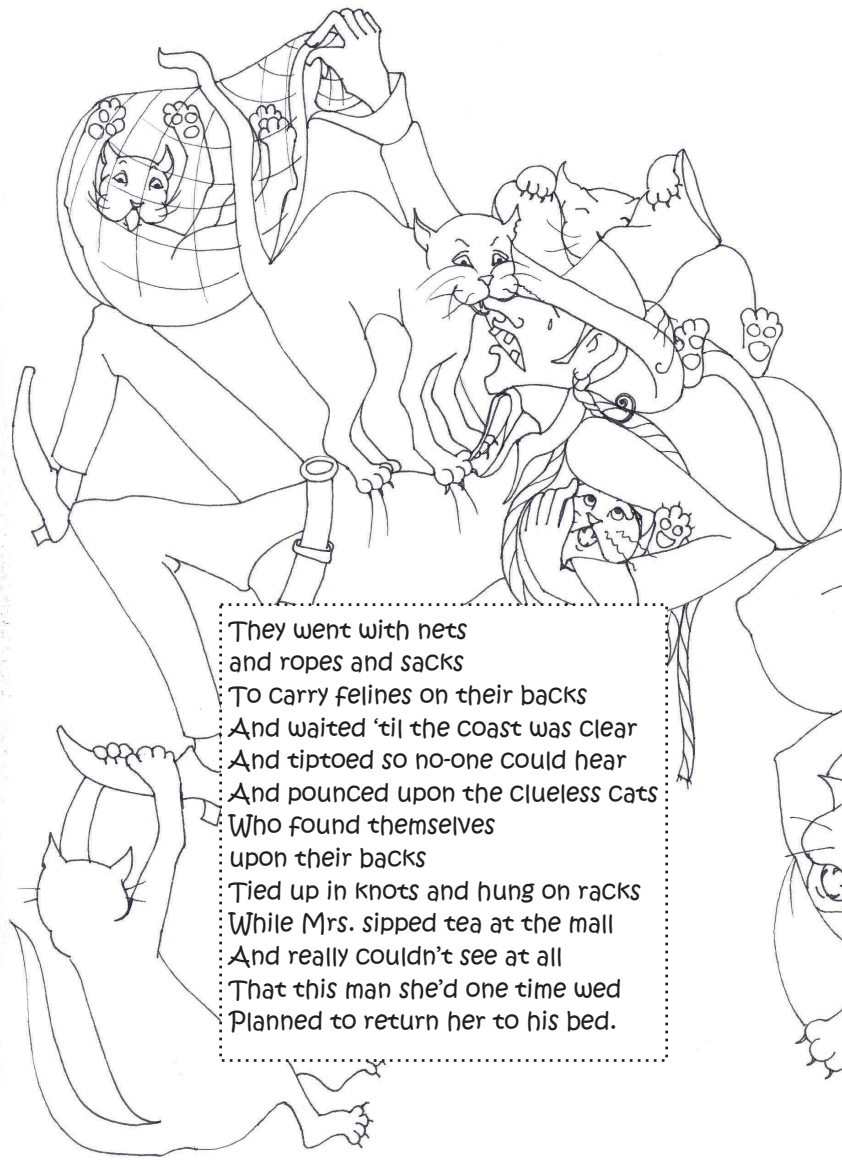 They went with nets
and ropes and sacks
To carry felines on their backs
And waited ‘til the coast was clear
And tiptoed so no-one could hear
And pounced upon the clueless cats
Who found themselves
upon their backs
Tied up in knots and hung on racks
While Mrs. sipped tea at the mall
And really couldn’t see at all
That this man she’d one time wed
Planned to return her to his bed.